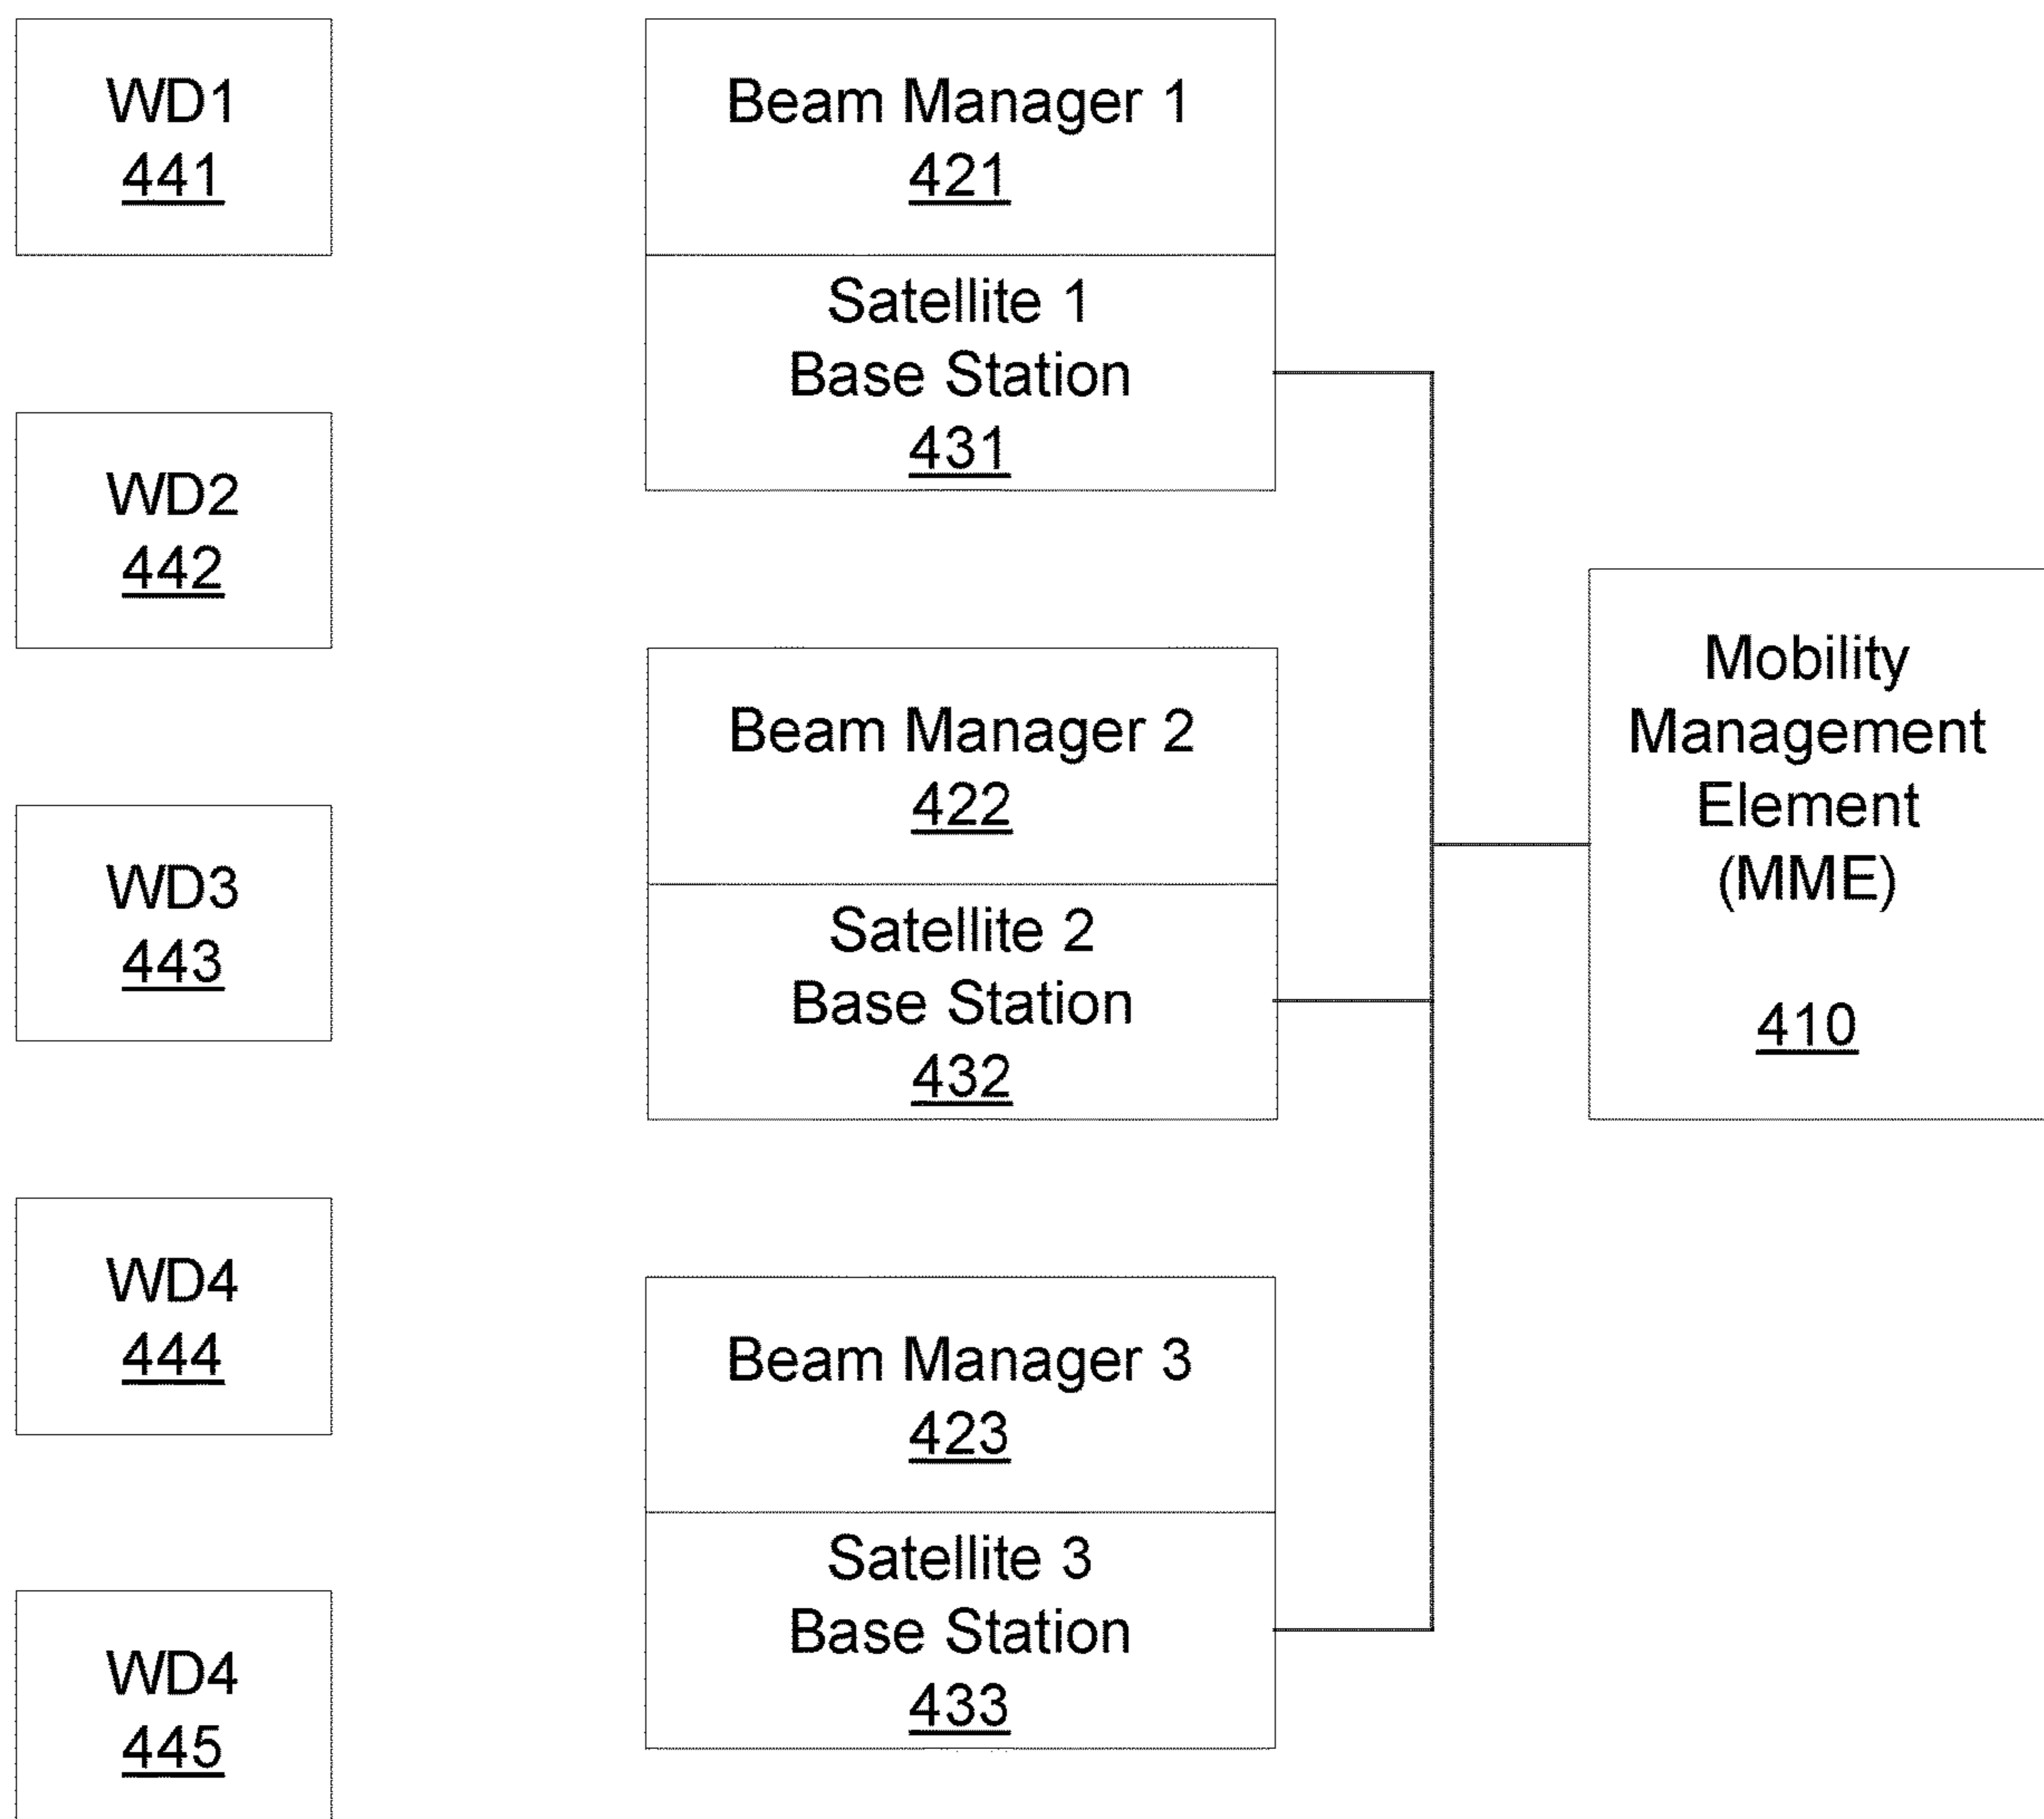 WD1
441
WD2
442
WD3
443
WD4
444
WD4
445
Beam Manager 1
421
Satellite 1
Base Station
431
Beam Manager 2
422
Satellite 2
Base Station
432
Beam Manager 3
423
Satellite 3
Base Station
433
Mobility
Management
Element
(MME)
410